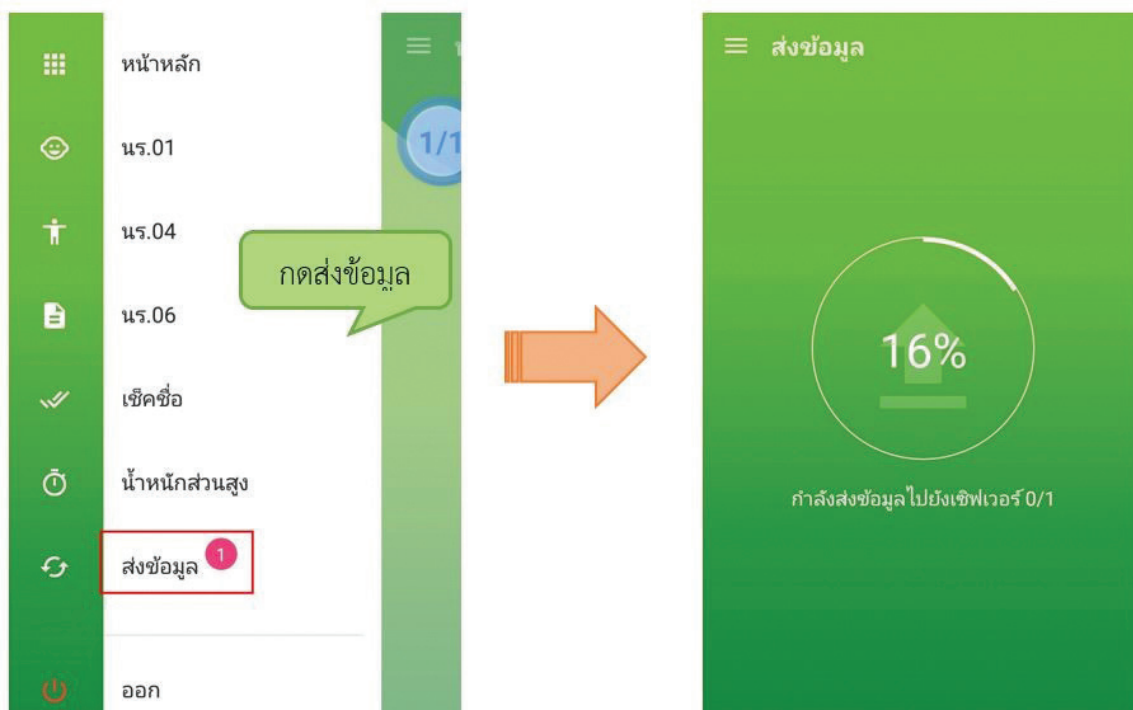 หน้าหลัก
นร.01
นร.04
นร.06
เช็คชื่อ
น้ำหนักส่วนสูง
ส่งข้อมูล 1
ออก
1/1
กดส่งข้อมูล
ส่งข้อมูล
16%
กำลังส่งข้อมูลไปยังเซิฟเวอร์ 0/1